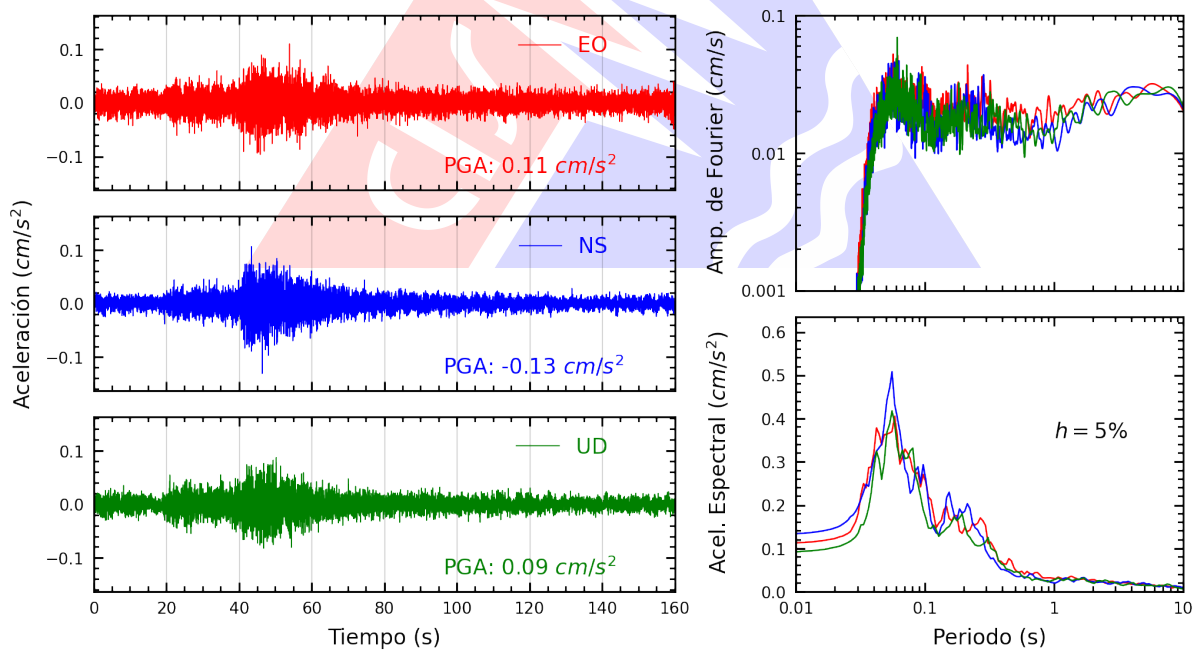 Aceleración (cm/s²)
0.1
0.0
−0.1
EO
PGA: 0.11 cm/s²
0.1
0.0
−0.1
NS
PGA: -0.13 cm/s²
0.1
0.0
−0.1
UD
PGA: 0.09 cm/s²
0 20 40 60 80 100 120 140 160
Tiempo (s)
Amp. de Fourier (cm/s)
0.1
0.01
0.001
Acel. Espectral (cm/s²)
0.6
0.5
0.4
0.3
0.2
0.1
0.0
h = 5%
0.01 0.1 1 10
Periodo (s)